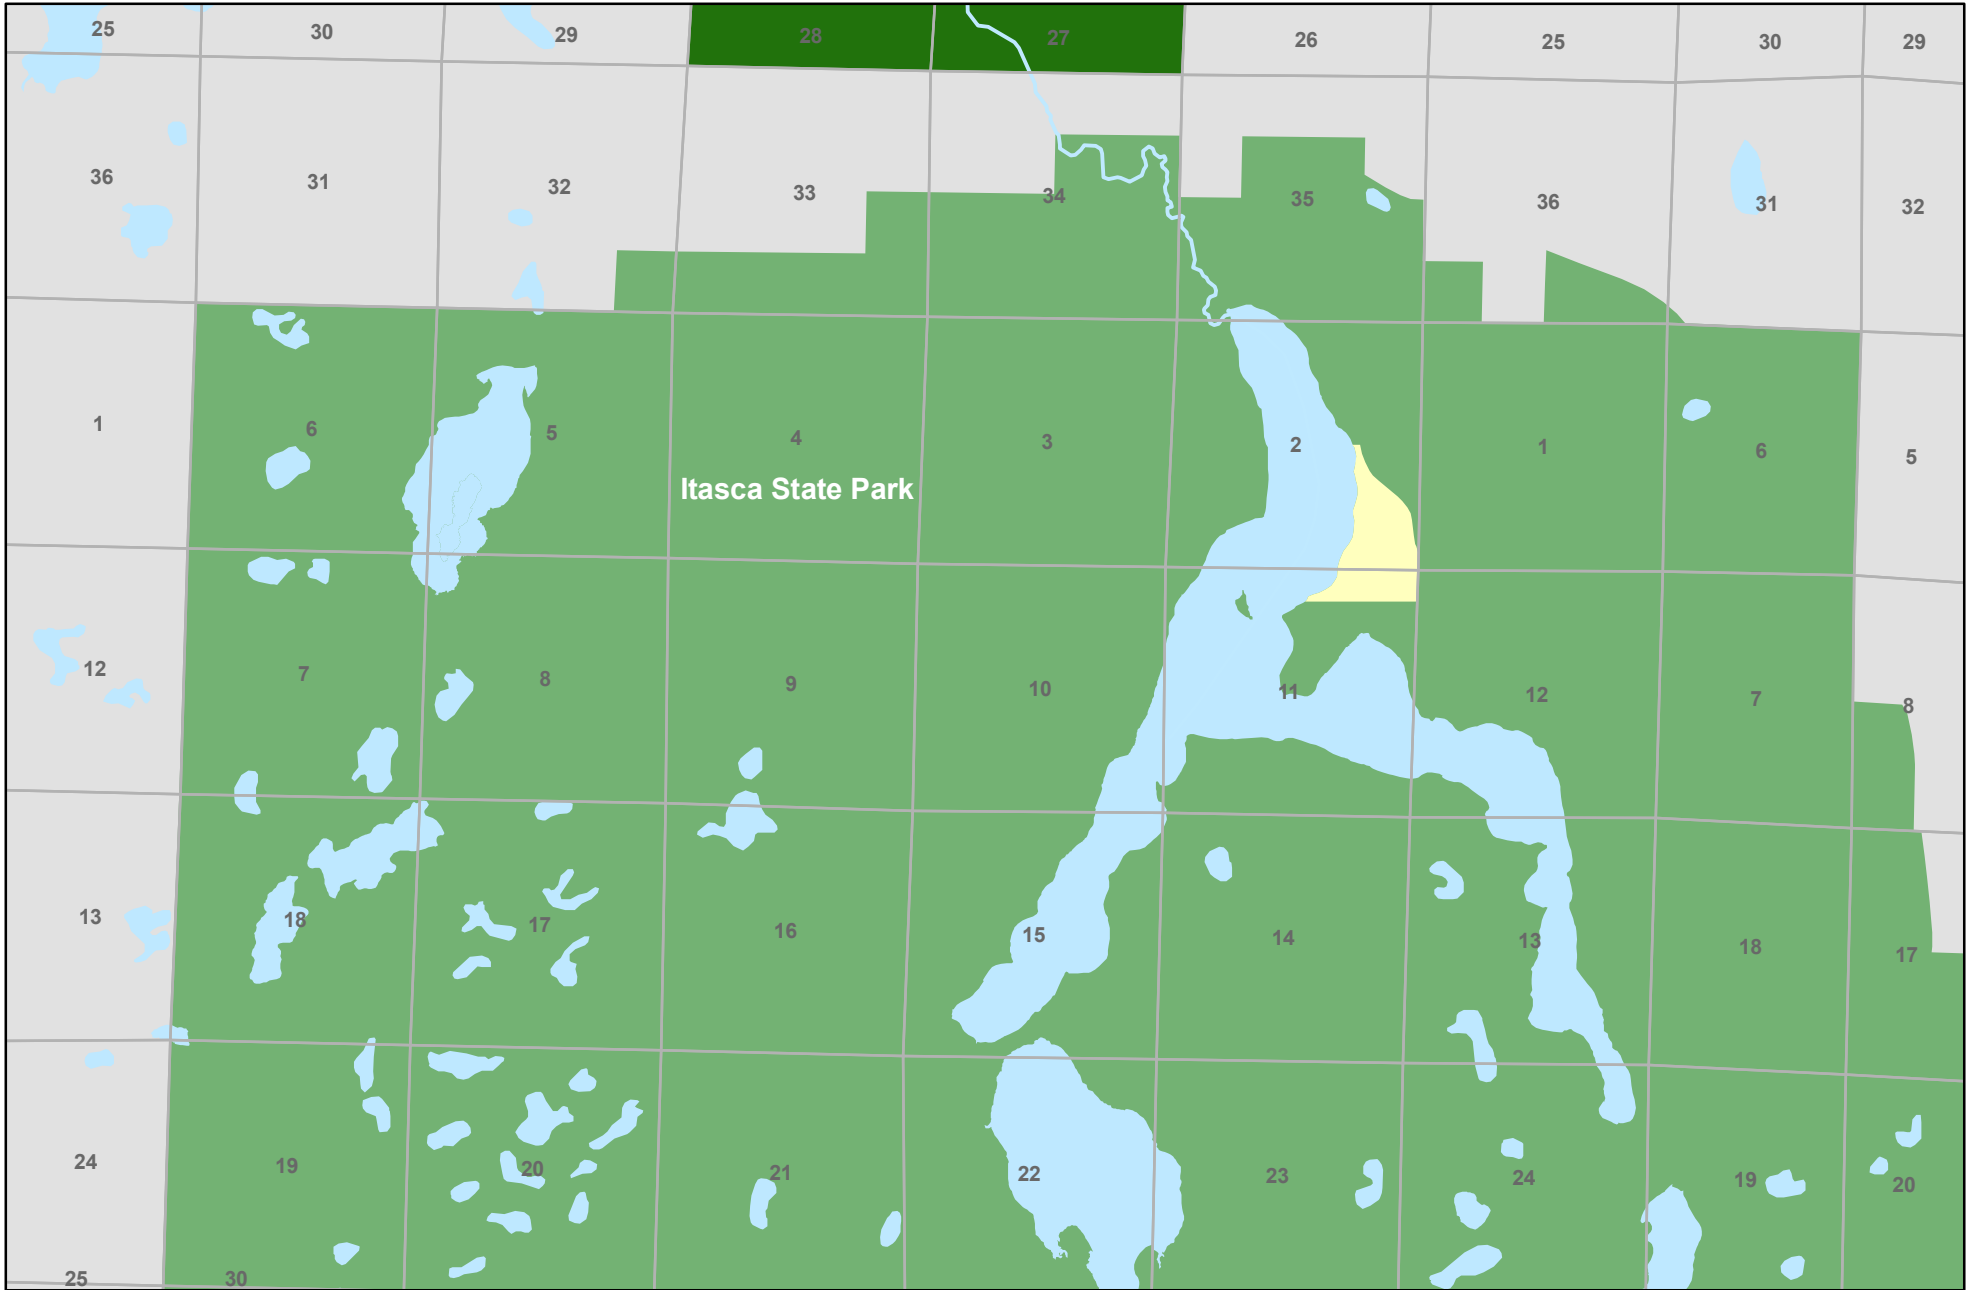 25 30 29 28 27 26 25 30 29
36 31 32 33 34 35 36 31 32
1 6 5 4 3 2 1 6 5
Itasca State Park
12 7 8 9 10 11 12 7 8
13 18 17 16 15 14 13 18 17
24 19 20 21 22 23 24 19 20
25 30